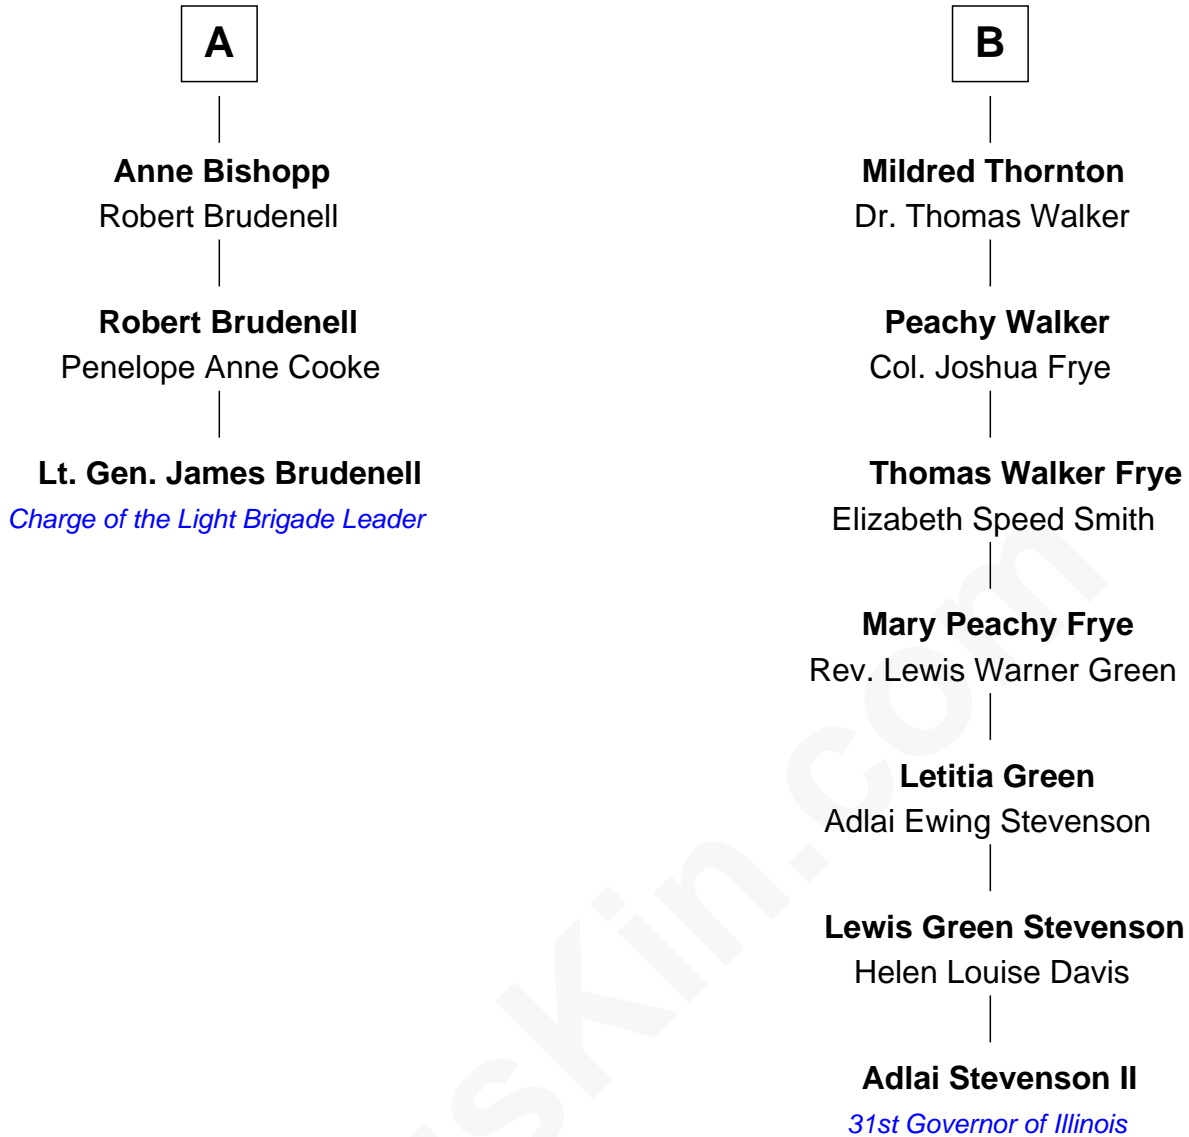 A
Anne Bishopp
Robert Brudenell
Robert Brudenell
Penelope Anne Cooke
Lt. Gen. James Brudenell
Charge of the Light Brigade Leader
B
Mildred Thornton
Dr. Thomas Walker
Peachy Walker
Col. Joshua Frye
Thomas Walker Frye
Elizabeth Speed Smith
Mary Peachy Frye
Rev. Lewis Warner Green
Letitia Green
Adlai Ewing Stevenson
Lewis Green Stevenson
Helen Louise Davis
Adlai Stevenson II
31st Governor of Illinois
sKin.com